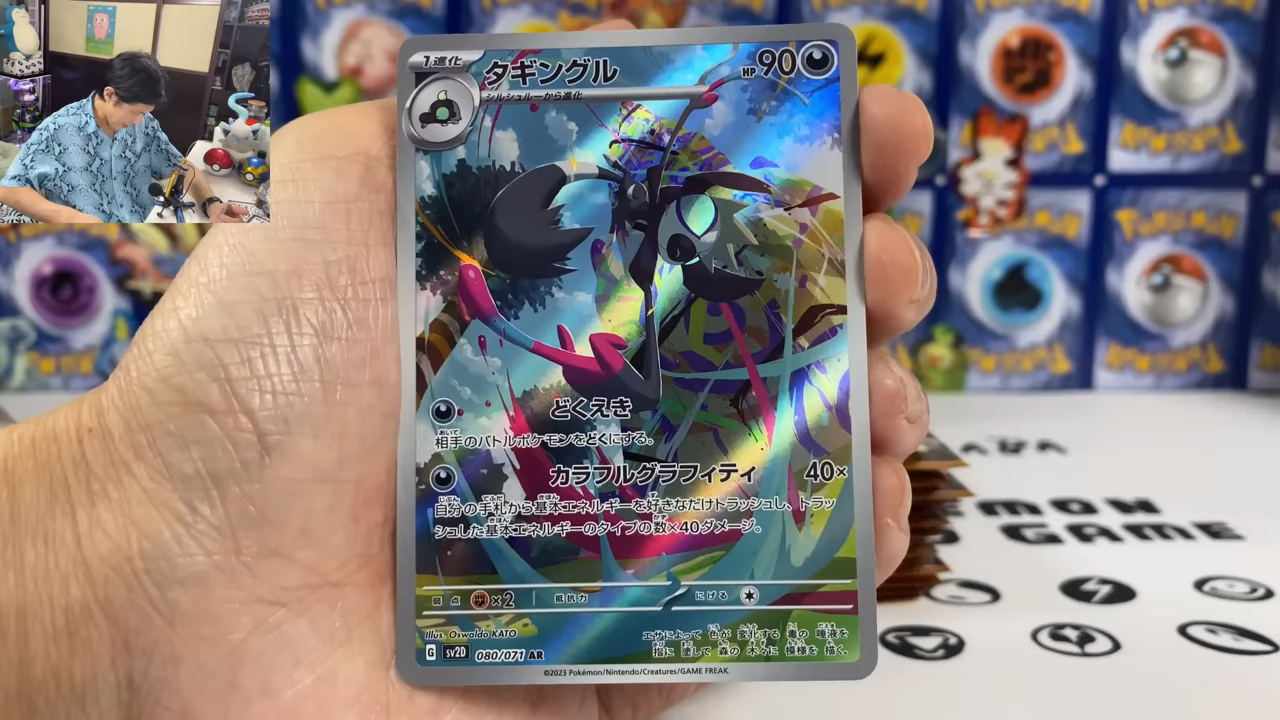 1進化
タギングル
HP 90
シルシュルーから進化
どくえき
相手のバトルポケモンをどくにする。
カラフルグラフィティ 40×
自分の手札から基本エネルギーを好きなだけトラッシュし、トラッ
シュした基本エネルギーのタイプの数×40ダメージ。
弱点 ×2 抵抗力 にげる
Illus. Oswaldo KATO
エサによって 色が 変化する 毒の 唾液を
指に 塗して 森の 木々に 模様を 描く。
G sv2D 080/071 AR
©2023 Pokémon/Nintendo/Creatures/GAME FREAK.
GAME